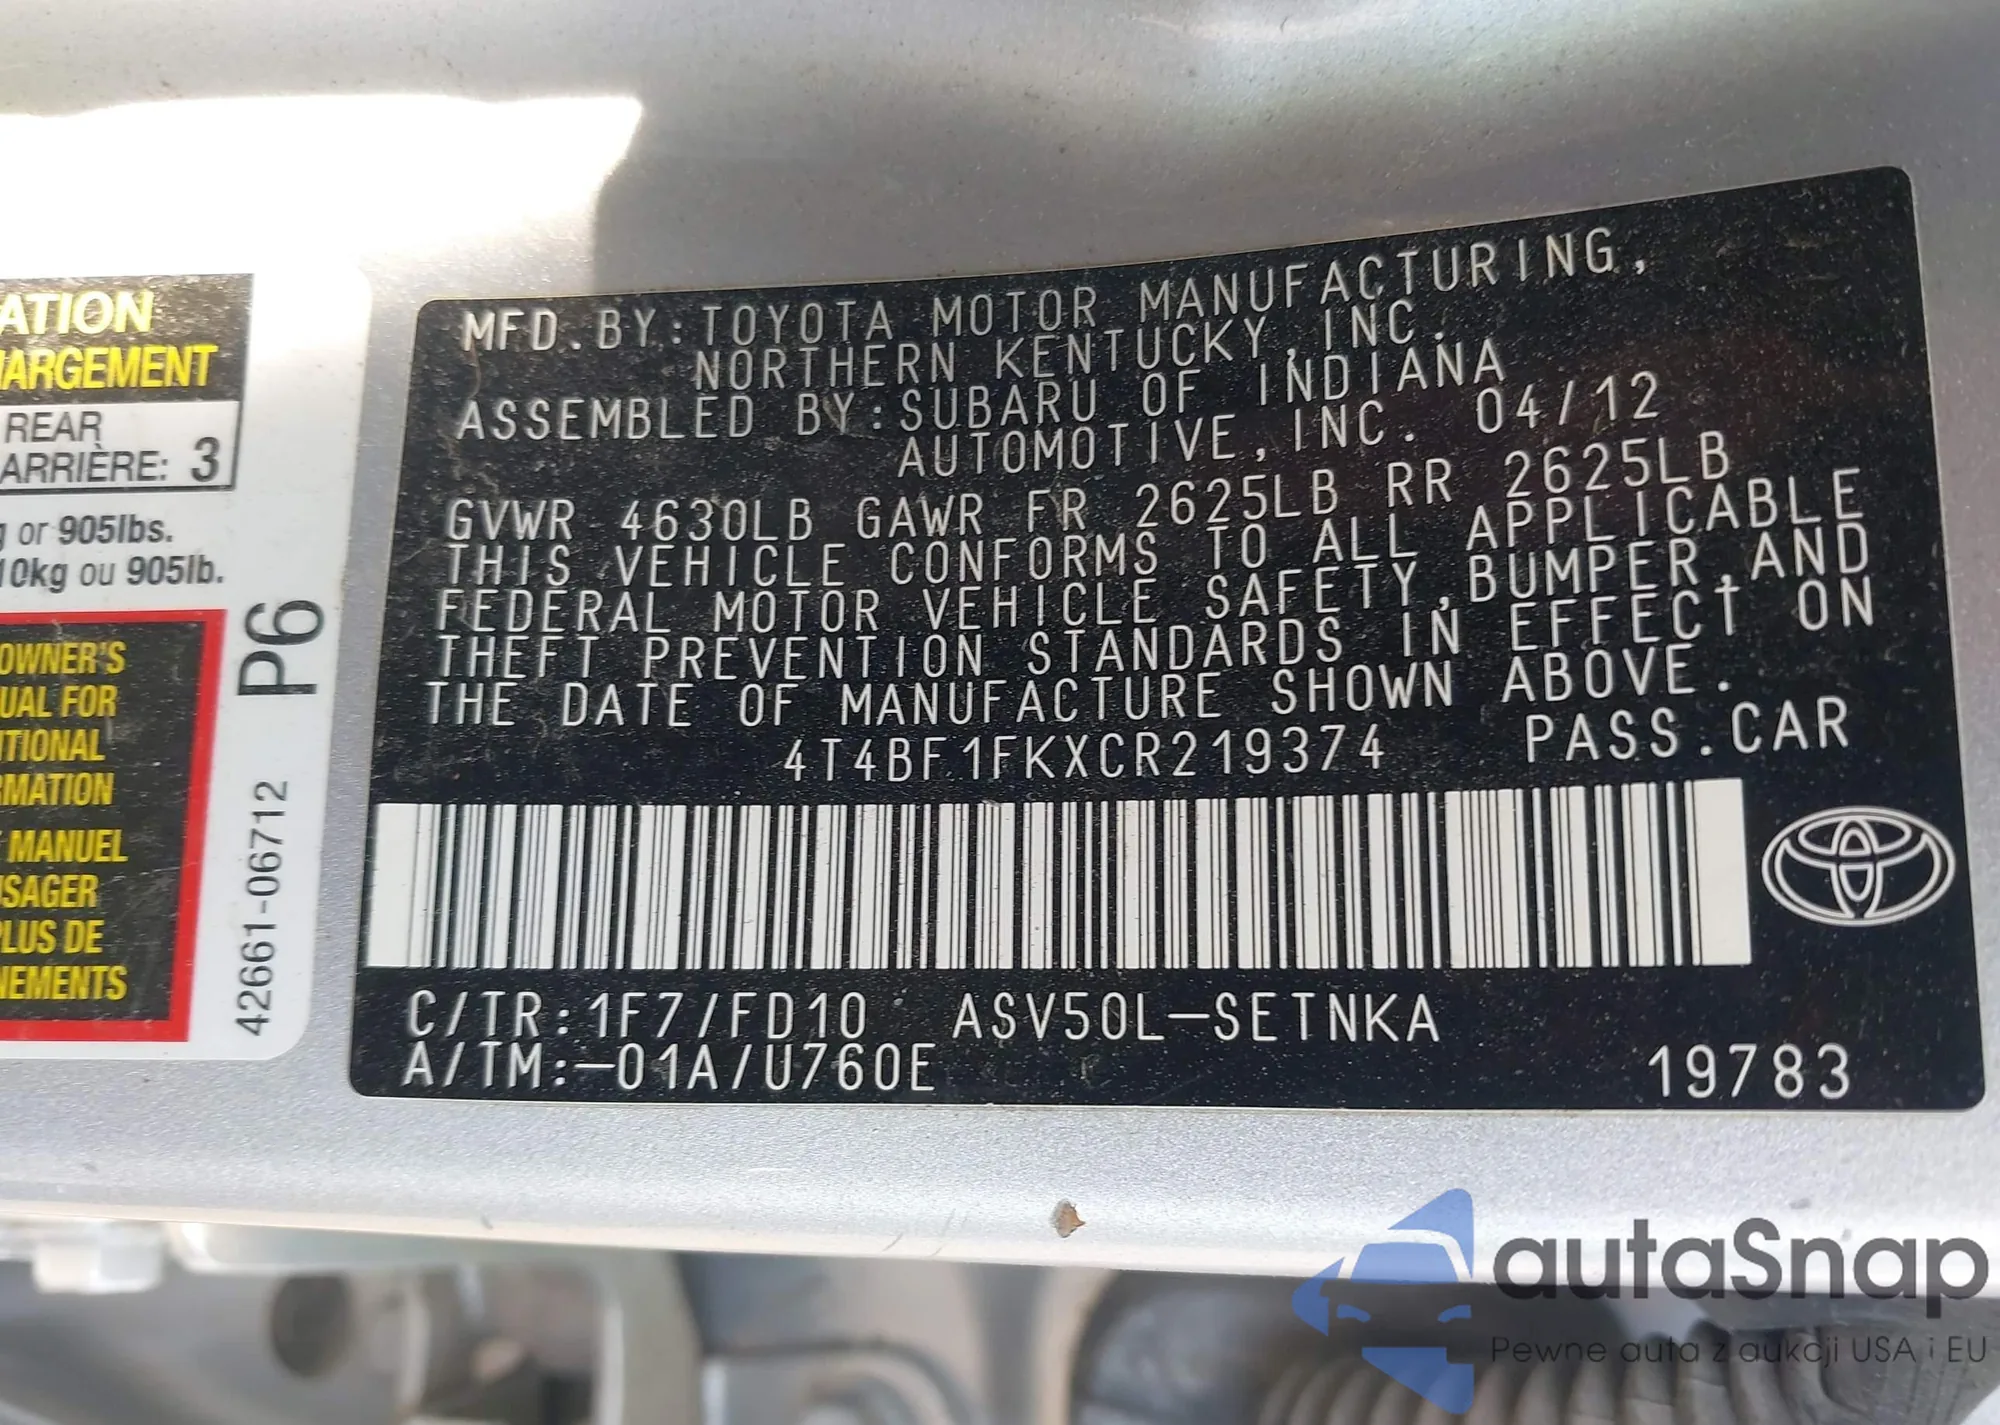 ATION
HARGEMENT
REAR
ARRIÈRE: 3
g or 905lbs.
10kg ou 905lb.
OWNER'S
UAL FOR
ITIONAL
RMATION
MANUEL
USAGER
PLUS DE
NEMENTS
P6
42661-06712
MFD.BY:TOYOTA MOTOR MANUFACTURING,
NORTHERN KENTUCKY,INC.
ASSEMBLED BY:SUBARU OF INDIANA
AUTOMOTIVE,INC. 04/12
GVWR 4630LB GAWR FR 2625LB RR 2625LB
THIS VEHICLE CONFORMS TO ALL APPLICABLE
FEDERAL MOTOR VEHICLE SAFETY,BUMPER,AND
THEFT PREVENTION STANDARDS IN EFFECT ON
THE DATE OF MANUFACTURE SHOWN ABOVE.
4T4BF1FKXCR219374 PASS.CAR
C/TR:1F7/FD10 ASV50L-SETNKA
A/TM:-01A/U760E 19783
autaSnap
Pewne auta z aukcji USA i EU